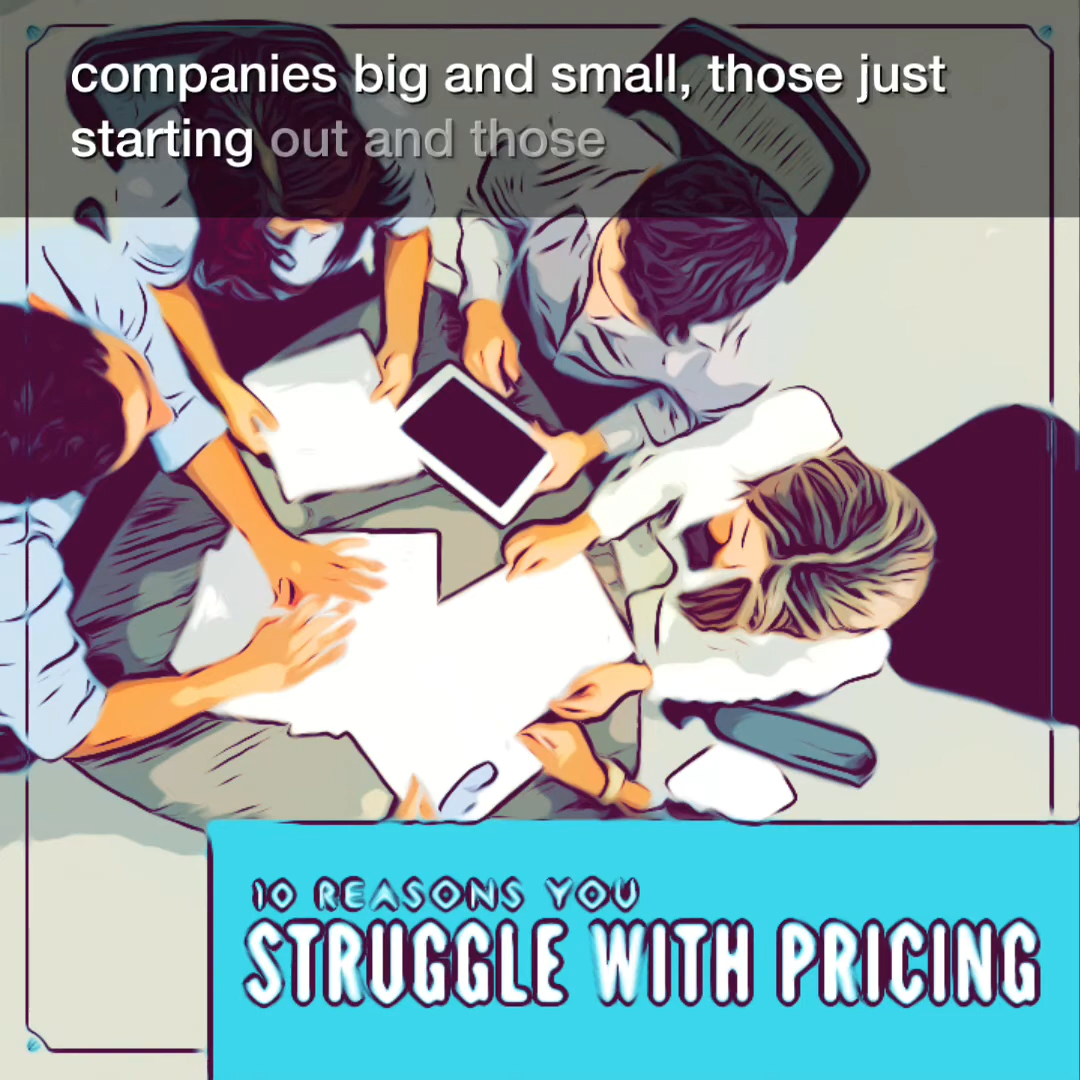 companies big and small, those just
starting out and those
10 REASONS YOU
STRUGGLE WITH PRICING